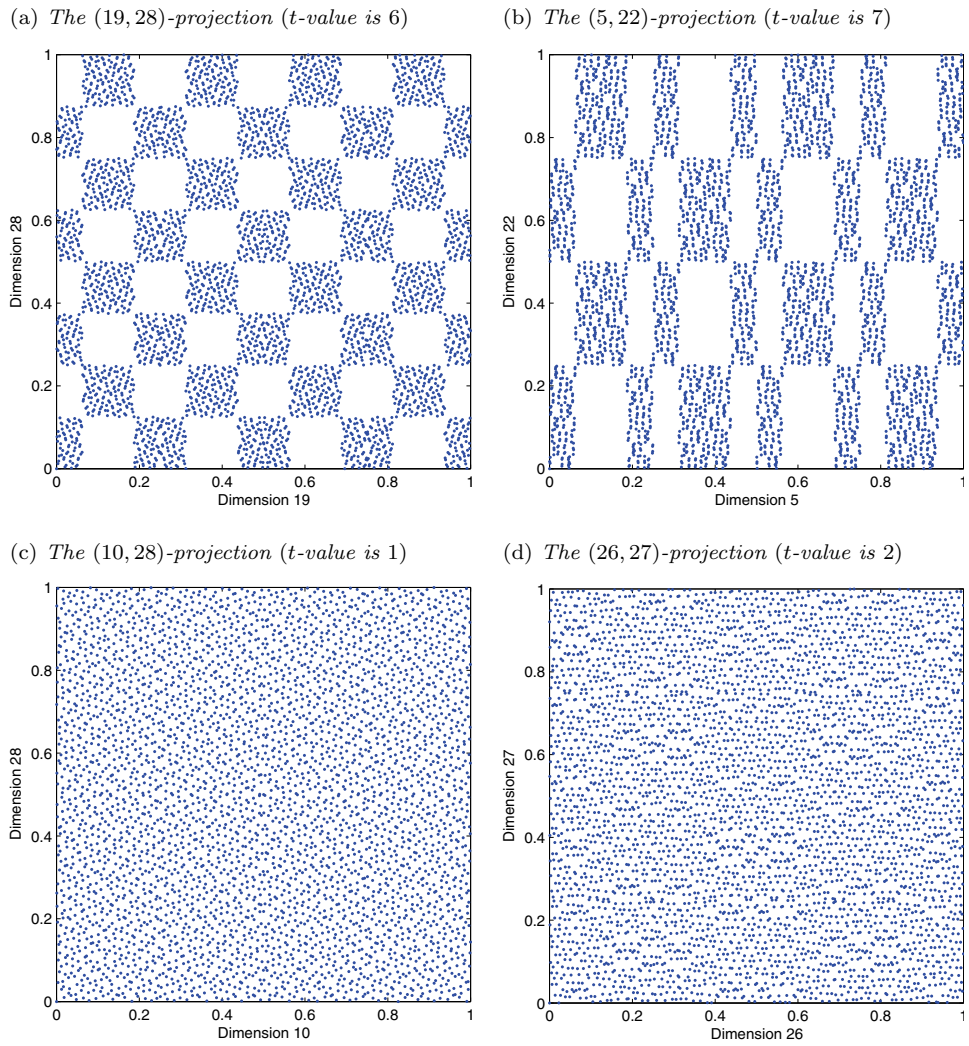 (a) The (19, 28)-projection (t-value is 6)
1
0.8
0.6
0.4
0.2
0
Dimension 28
0 0.2 0.4 0.6 0.8 1
Dimension 19
(b) The (5, 22)-projection (t-value is 7)
1
0.8
0.6
0.4
0.2
0
Dimension 22
0 0.2 0.4 0.6 0.8 1
Dimension 5
(c) The (10, 28)-projection (t-value is 1)
1
0.8
0.6
0.4
0.2
0
Dimension 28
0 0.2 0.4 0.6 0.8 1
Dimension 10
(d) The (26, 27)-projection (t-value is 2)
1
0.8
0.6
0.4
0.2
0
Dimension 27
0 0.2 0.4 0.6 0.8 1
Dimension 26